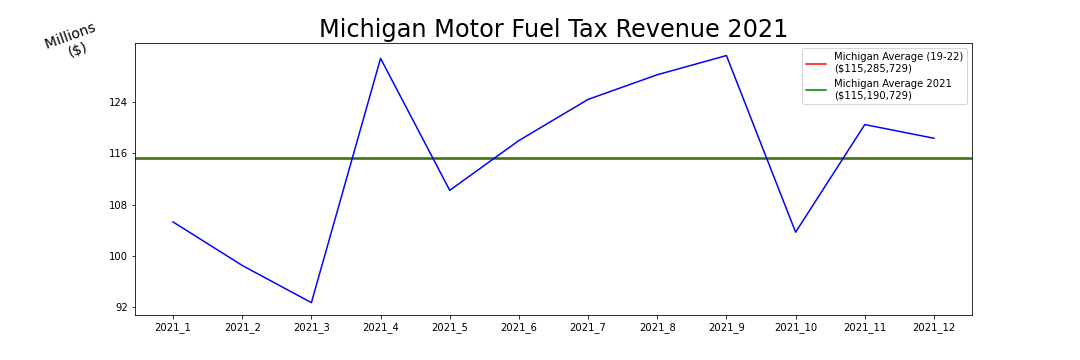 Michigan Motor Fuel Tax Revenue 2021
Millions
($)
Michigan Average (19-22)
($115,285,729)
Michigan Average 2021
($115,190,729)
124
116
108
100
92
2021_1 2021_2 2021_3 2021_4 2021_5 2021_6 2021_7 2021_8 2021_9 2021_10 2021_11 2021_12